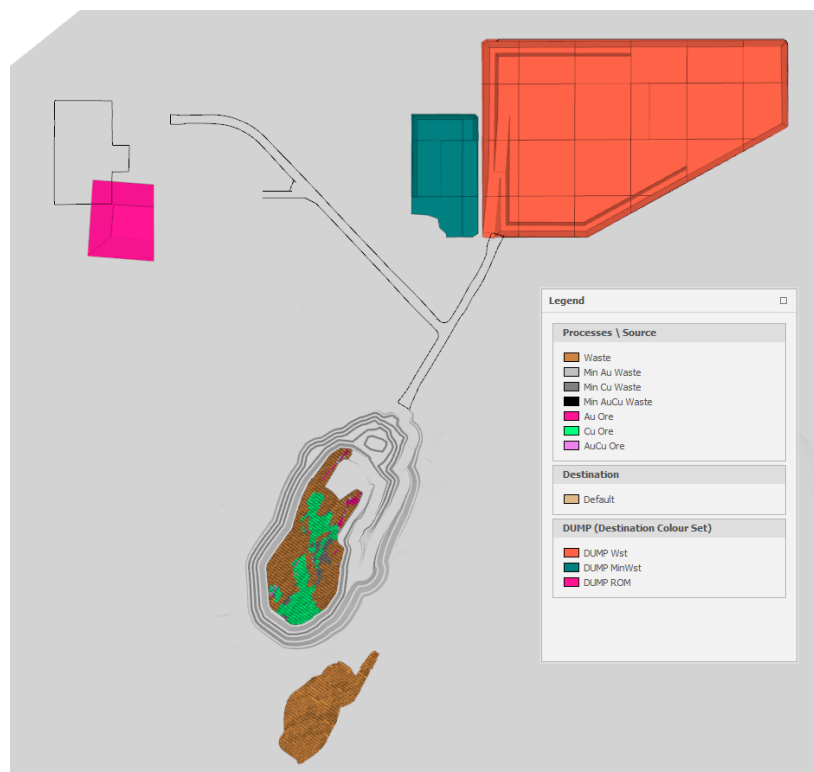 Legend
Processes \ Source
Waste
Min Au Waste
Min Cu Waste
Min AuCu Waste
Au Ore
Cu Ore
AuCu Ore
Destination
Default
DUMP (Destination Colour Set)
DUMP Wst
DUMP MinWst
DUMP ROM